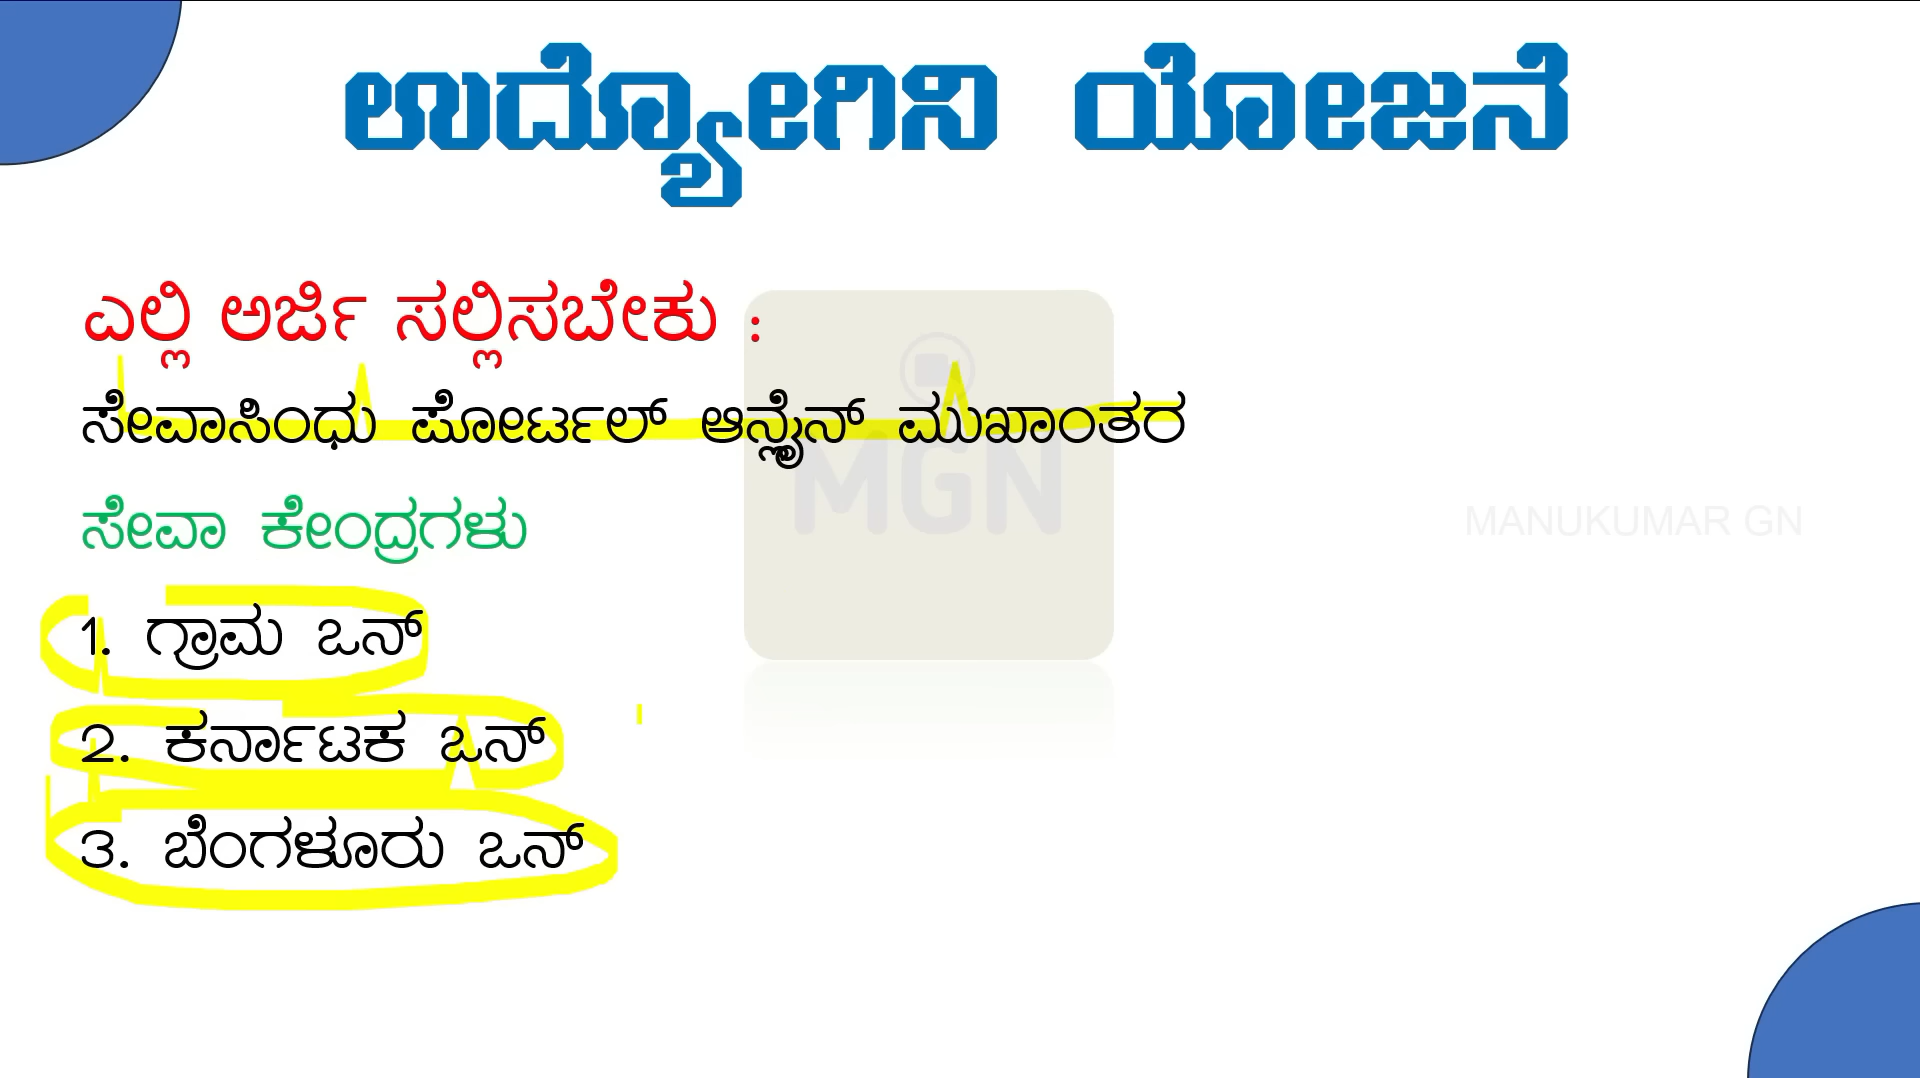 ಉದ್ಯೋಗಿನಿ ಯೋಜನೆ
ಎಲ್ಲಿ ಅರ್ಜಿ ಸಲ್ಲಿಸಬೇಕು :
ಸೇವಾಸಿಂಧು ಪೋರ್ಟಲ್ ಆನ್ಲೈನ್ ಮುಖಾಂತರ
MGN
ಸೇವಾ ಕೇಂದ್ರಗಳು
MANUKUMAR GN
1. ಗ್ರಾಮ ಒನ್
2. ಕರ್ನಾಟಕ ಒನ್
3. ಬೆಂಗಳೂರು ಒನ್